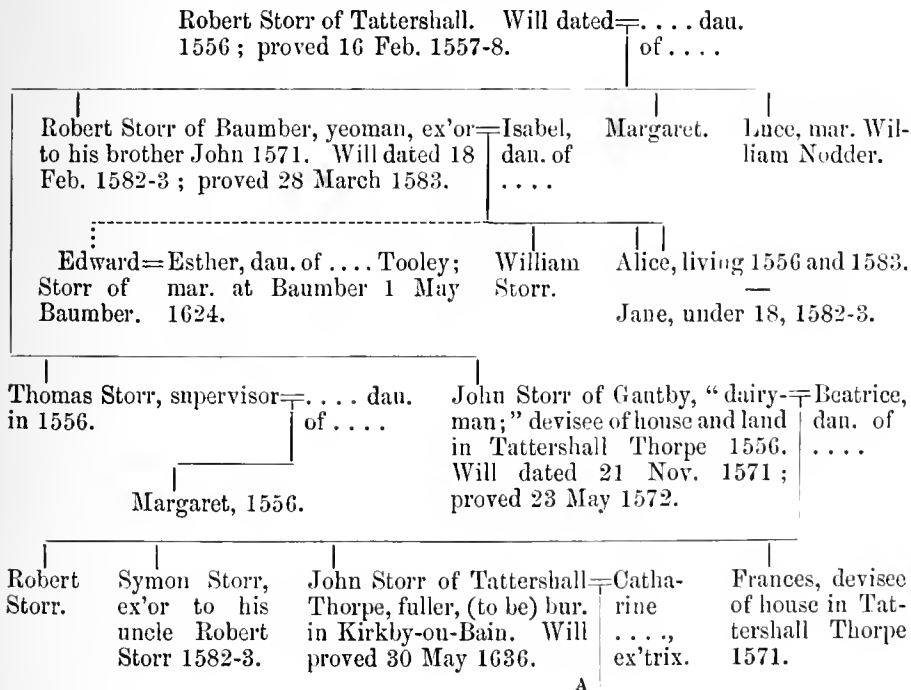 Robert Storr of Tattershall. Will dated=. . . . dau.
1556 ; proved 16 Feb. 1557-8. of . . . .
Robert Storr of Baumber, yeoman, ex'or=Isabel,
to his brother John 1571. Will dated 18 dau. of
Feb. 1582-3 ; proved 28 March 1583. . . . .
Margaret.
Luce, mar. Wil-
liam Nodder.
Edward=Esther, dau. of .... Tooley;
Storr of mar. at Baumber 1 May
Baumber. 1624.
William
Storr.
Alice, living 1556 and 1583.
—
Jane, under 18, 1582-3.
Thomas Storr, supervisor=. . . . dau.
in 1556. of . . . .
Margaret, 1556.
John Storr of Gautby, “ dairy-=Beatrice,
man;” devisee of house and land dau. of
in Tattershall Thorpe 1556. . . . .
Will dated 21 Nov. 1571 ;
proved 23 May 1572.
Robert
Storr.
Symon Storr,
ex'or to his
uncle Robert
Storr 1582-3.
John Storr of Tattershall=Catha-
Thorpe, fuller, (to be) bur. rine
in Kirkby-on-Bain. Will . . . .,
proved 30 May 1636. ex'trix.
Frances, devisee
of house in Tat-
tershall Thorpe
1571.
A